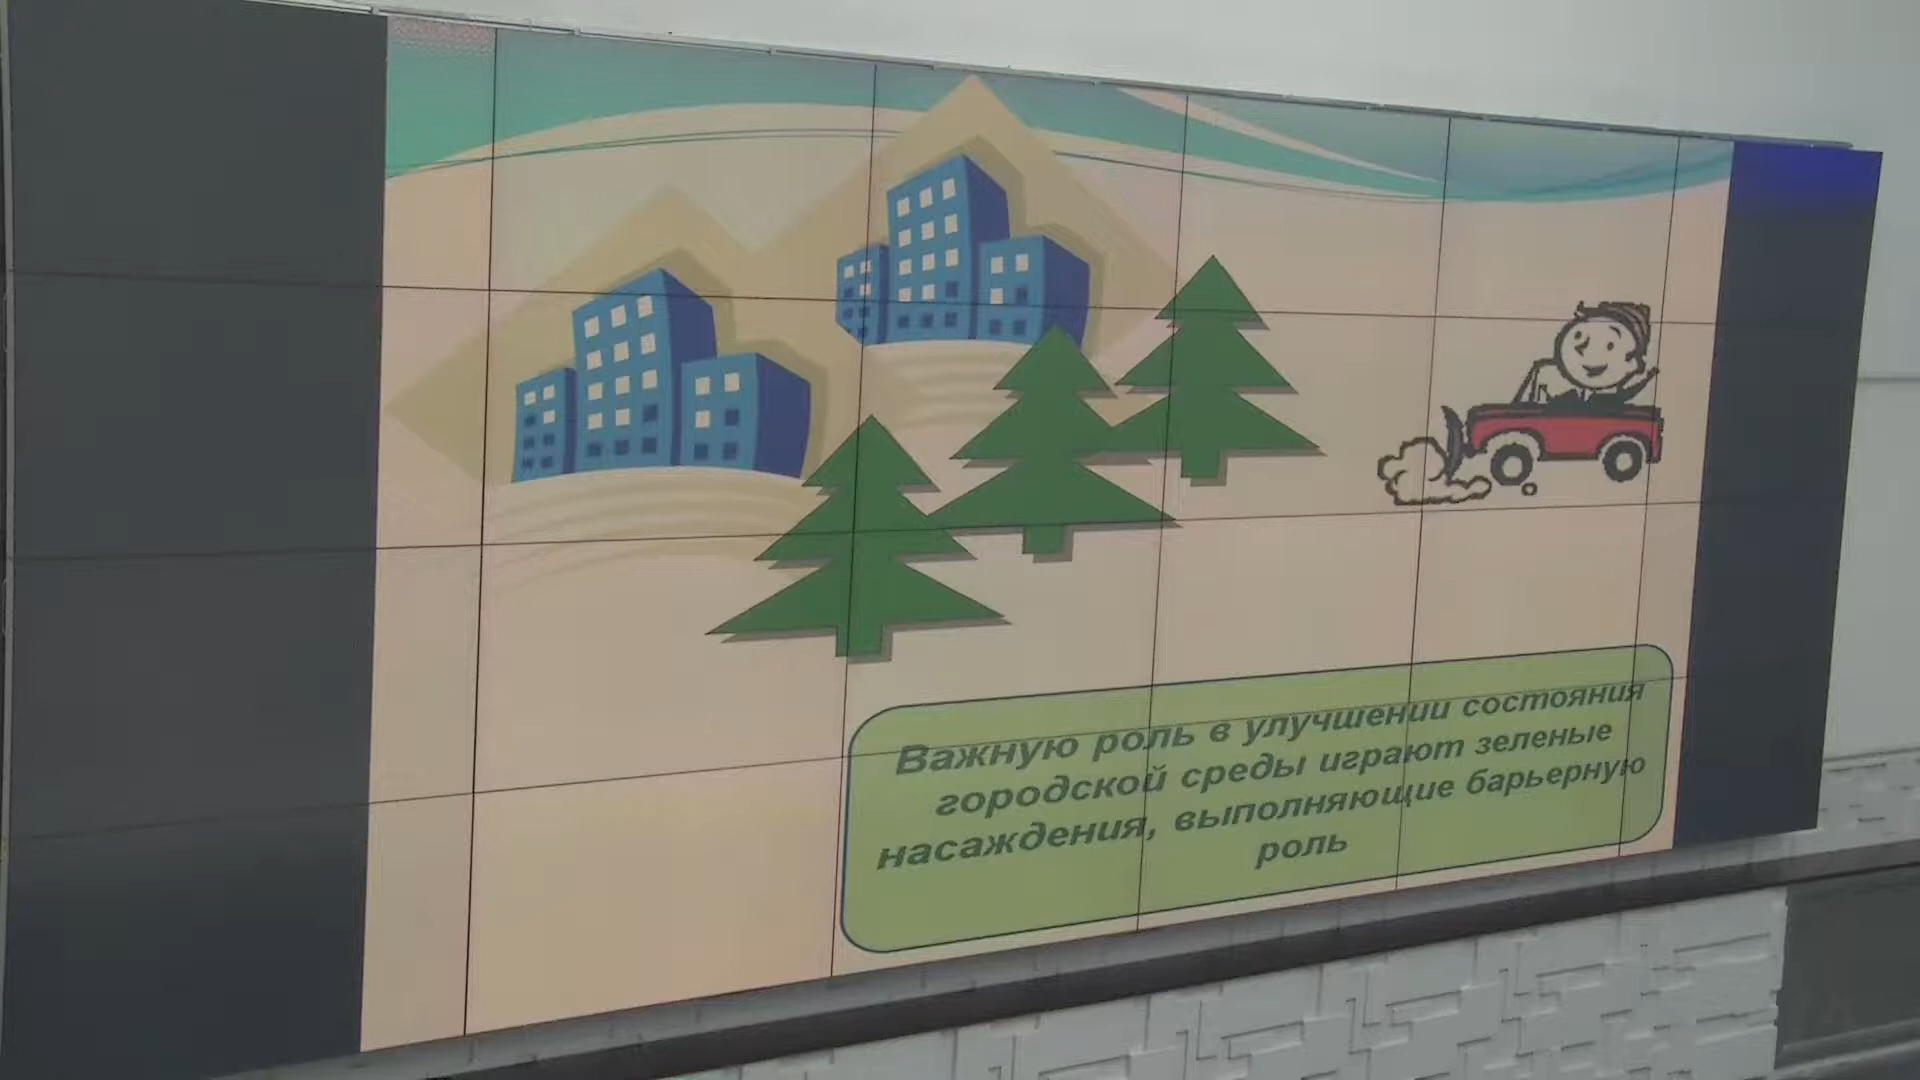 Важную роль в улучшении состояния
городской среды играют зеленые
насаждения, выполняющие барьерную
роль